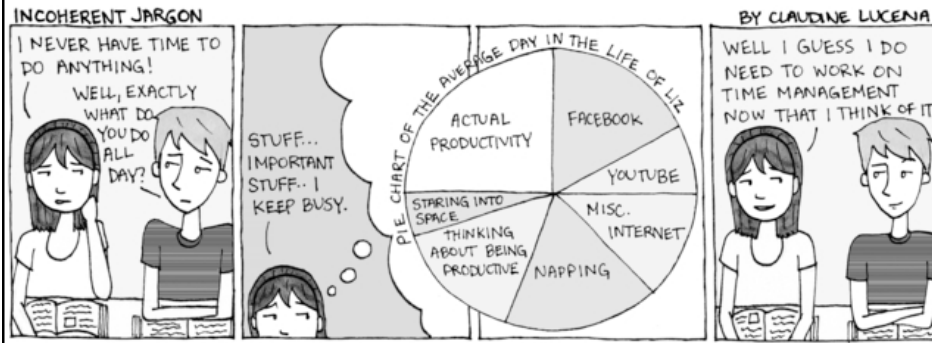 INCOHERENT JARGON
BY CLAUDINE LUCENA
I NEVER HAVE TIME TO
DO ANYTHING!
WELL, EXACTLY
WHAT DO
YOU DO
ALL
DAY?
STUFF...
IMPORTANT
STUFF.. I
KEEP BUSY.
PIE CHART OF THE AVERAGE DAY IN THE LIFE OF LIZ
ACTUAL
PRODUCTIVITY
FACEBOOK
YOUTUBE
MISC.
INTERNET
NAPPING
THINKING
ABOUT BEING
PRODUCTIVE
STARING INTO
SPACE
WELL I GUESS I DO
NEED TO WORK ON
TIME MANAGEMENT
NOW THAT I THINK OF IT